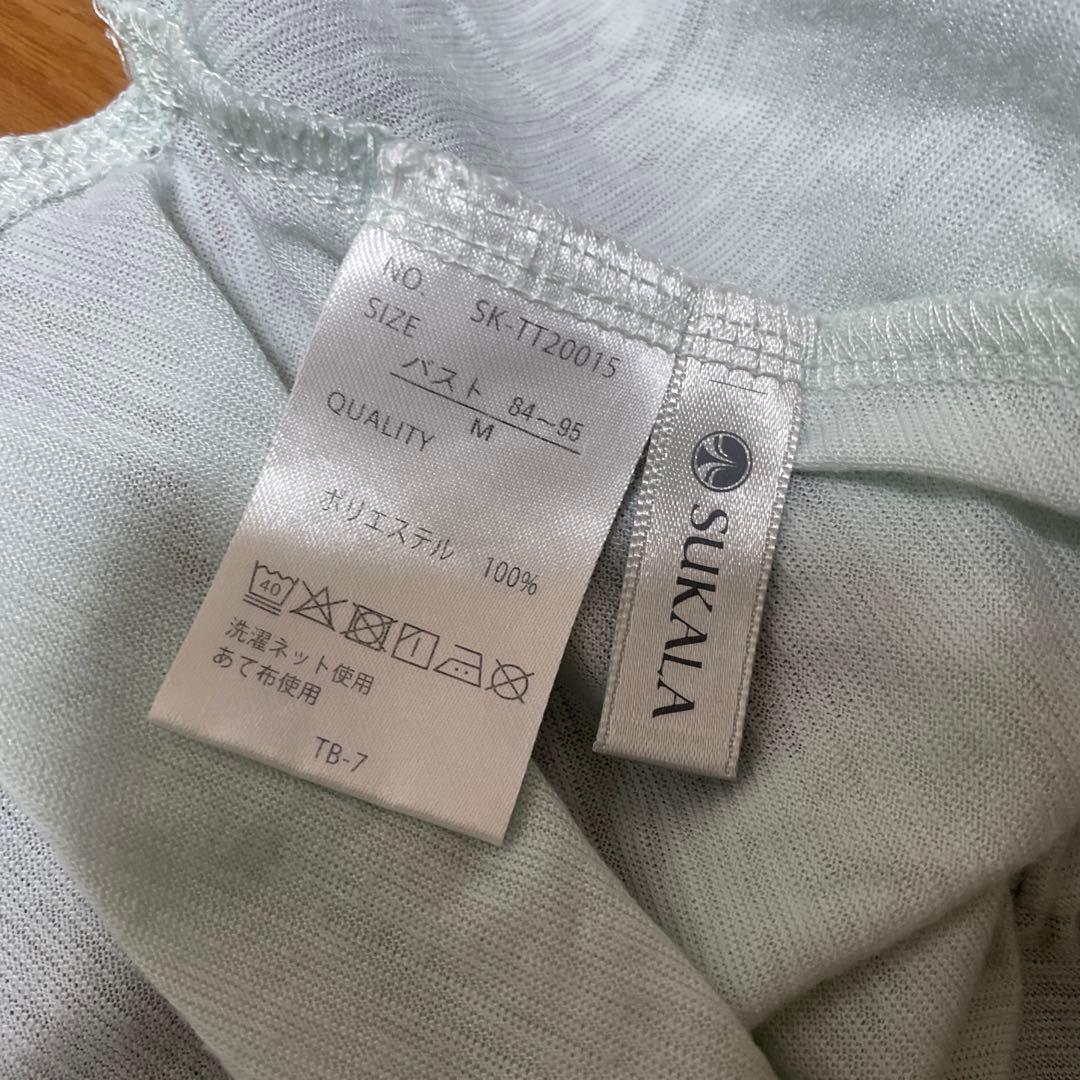 NO. SK-TT20015
SIZE
バスト 84～95
M
QUALITY
ポリエステル 100%
40
洗濯ネット使用
あて布使用
TB-7
SUKALA